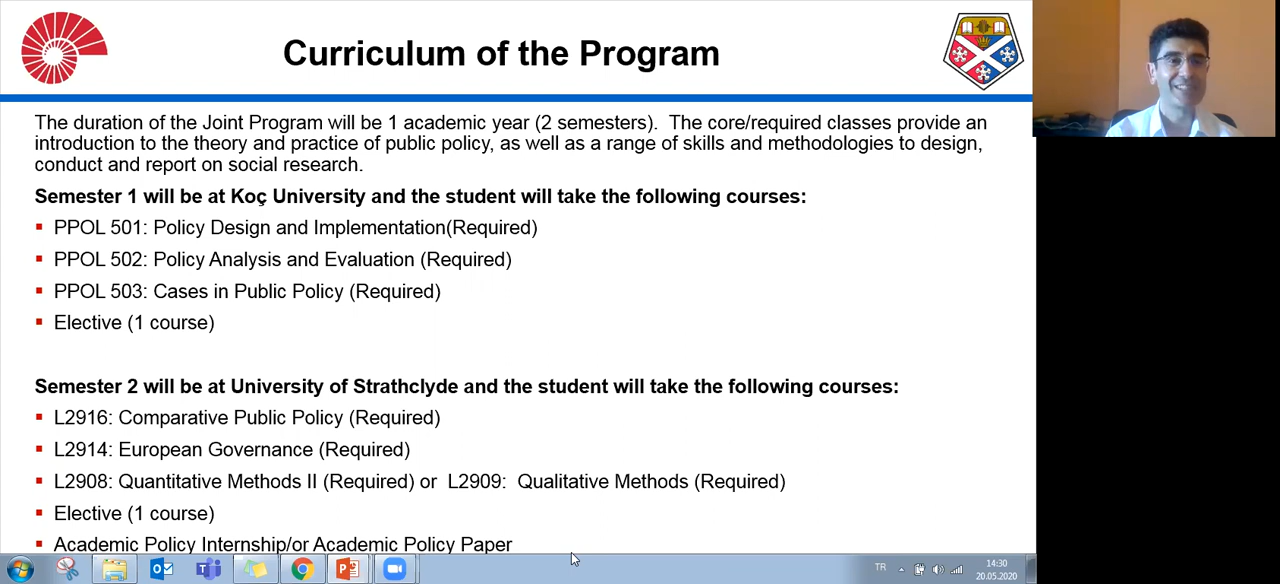 Curriculum of the Program
The duration of the Joint Program will be 1 academic year (2 semesters). The core/required classes provide an
introduction to the theory and practice of public policy, as well as a range of skills and methodologies to design,
conduct and report on social research.
Semester 1 will be at Koç University and the student will take the following courses:
PPOL 501: Policy Design and Implementation(Required)
PPOL 502: Policy Analysis and Evaluation (Required)
PPOL 503: Cases in Public Policy (Required)
Elective (1 course)
Semester 2 will be at University of Strathclyde and the student will take the following courses:
L2916: Comparative Public Policy (Required)
L2914: European Governance (Required)
L2908: Quantitative Methods II (Required) or L2909: Qualitative Methods (Required)
Elective (1 course)
Academic Policy Internship/or Academic Policy Paper
TR
14:30
20.05.2020